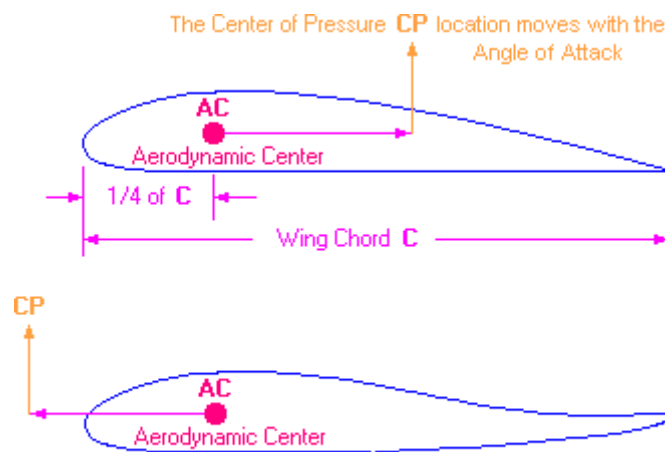 The Center of Pressure CP location moves with the
Angle of Attack
AC
Aerodynamic Center
1/4 of C
Wing Chord C
CP
AC
Aerodynamic Center